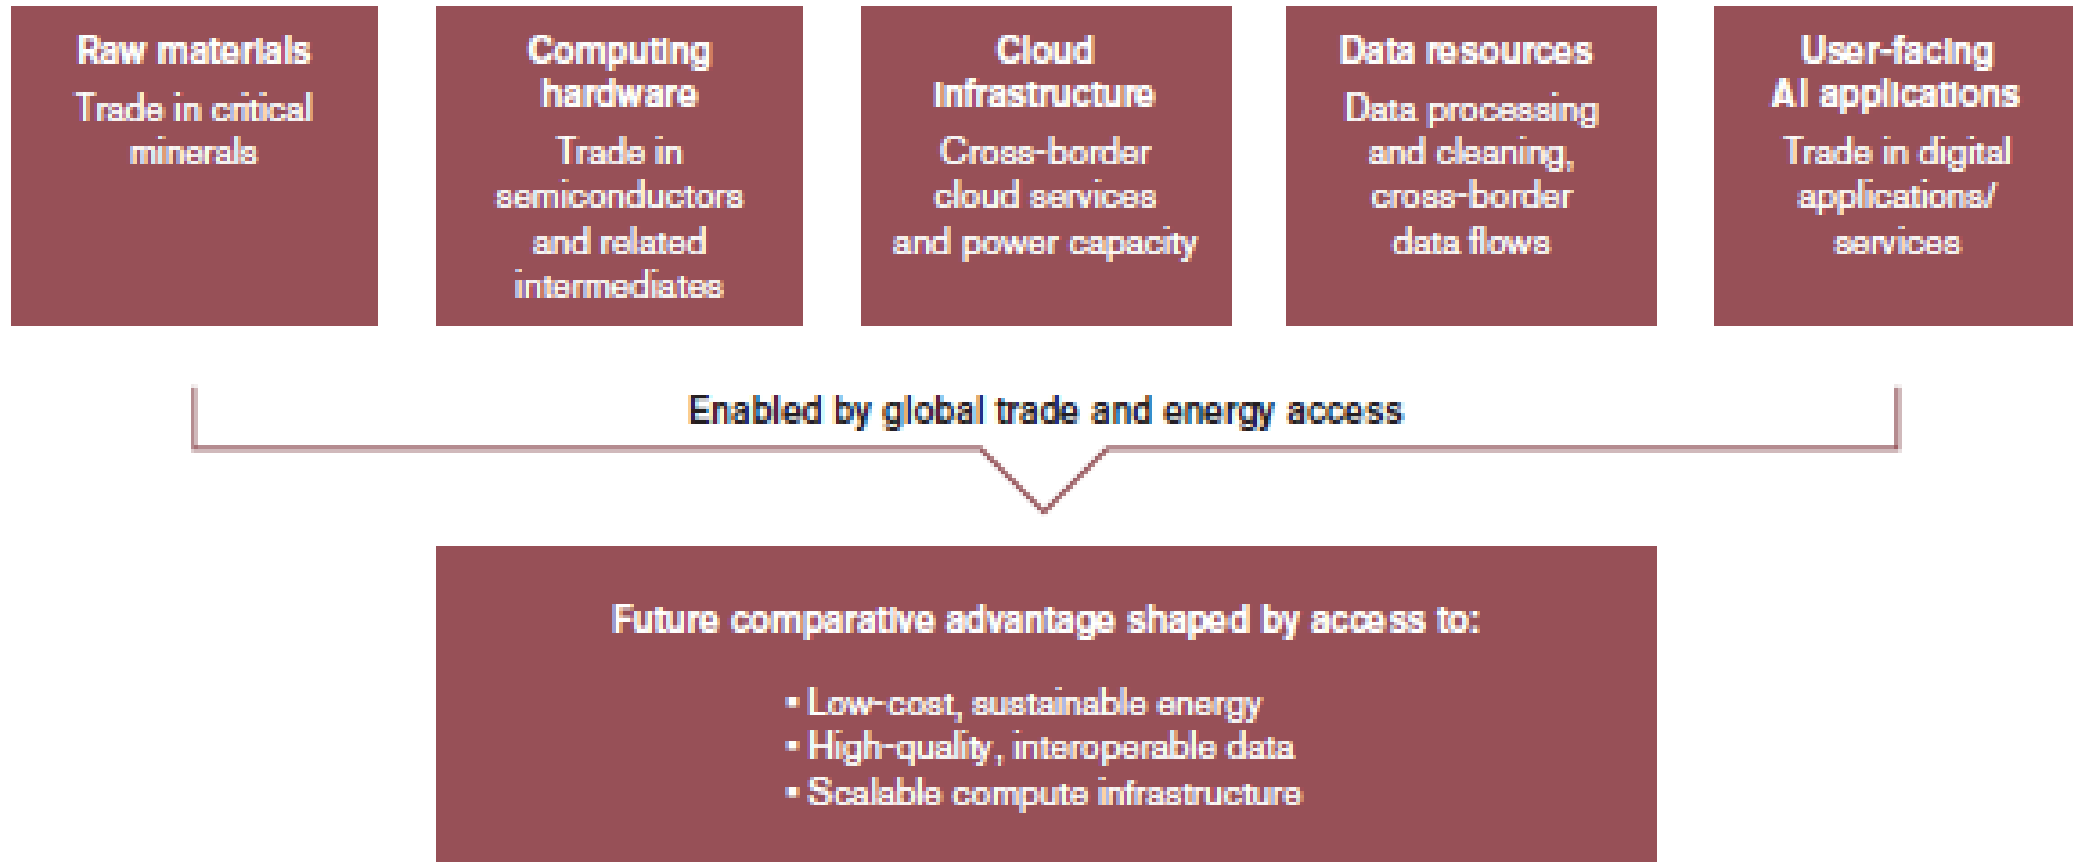 Raw materials
Trade in critical
minerals
Computing
hardware
Trade in
semiconductors
and related
intermediates
Cloud
infrastructure
Cross-border
cloud services
and power capacity
Data resources
Data processing
and cleaning,
cross-border
data flows
User-facing
AI applications
Trade in digital
applications/
services
Enabled by global trade and energy access
Future comparative advantage shaped by access to:
• Low-cost, sustainable energy
• High-quality, interoperable data
• Scalable compute infrastructure